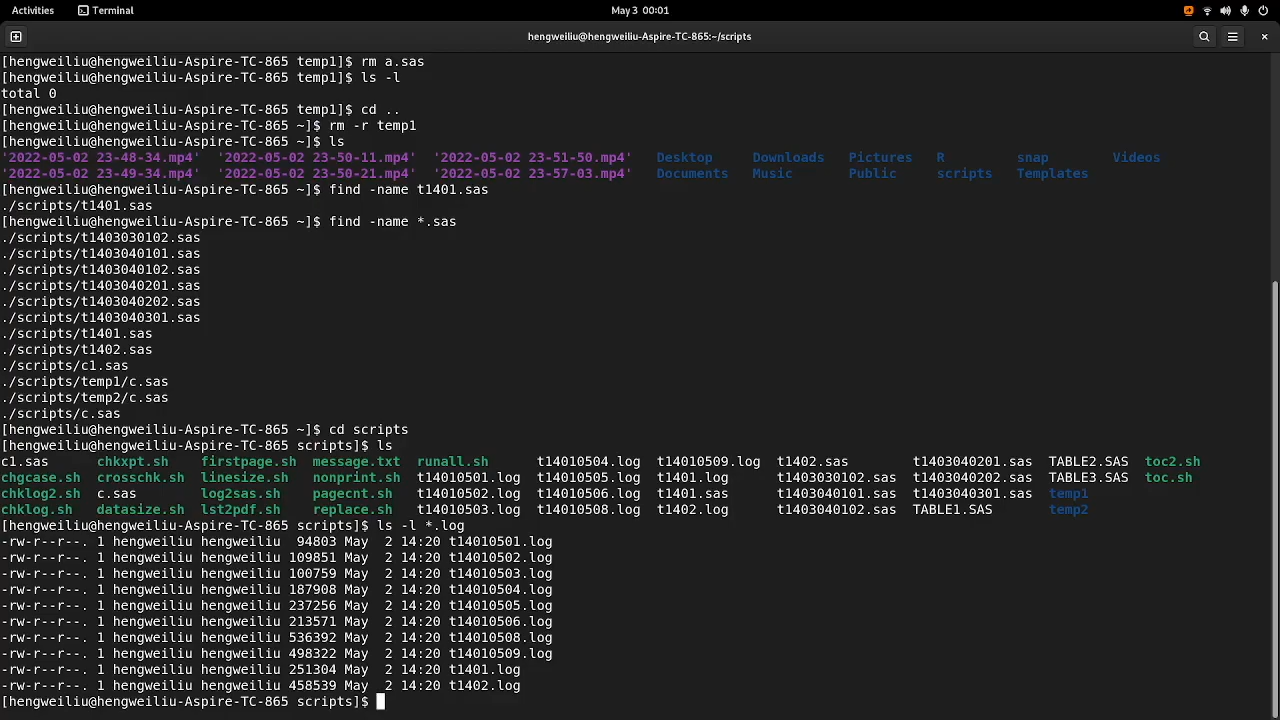 Activities Terminal May 3 00:01
hengweiliu@hengweiliu-Aspire-TC-865:~/scripts
[hengweiliu@hengweiliu-Aspire-TC-865 temp1]$ rm a.sas
[hengweiliu@hengweiliu-Aspire-TC-865 temp1]$ ls -l
total 0
[hengweiliu@hengweiliu-Aspire-TC-865 temp1]$ cd ..
[hengweiliu@hengweiliu-Aspire-TC-865 ~]$ rm -r temp1
[hengweiliu@hengweiliu-Aspire-TC-865 ~]$ ls
'2022-05-02 23-48-34.mp4' '2022-05-02 23-50-11.mp4' '2022-05-02 23-51-50.mp4' Desktop Downloads Pictures R snap Videos
'2022-05-02 23-49-34.mp4' '2022-05-02 23-50-21.mp4' '2022-05-02 23-57-03.mp4' Documents Music Public scripts Templates
[hengweiliu@hengweiliu-Aspire-TC-865 ~]$ find -name t1401.sas
./scripts/t1401.sas
[hengweiliu@hengweiliu-Aspire-TC-865 ~]$ find -name *.sas
./scripts/t1403030102.sas
./scripts/t1403040101.sas
./scripts/t1403040102.sas
./scripts/t1403040201.sas
./scripts/t1403040202.sas
./scripts/t1403040301.sas
./scripts/t1401.sas
./scripts/t1402.sas
./scripts/c1.sas
./scripts/temp1/c.sas
./scripts/temp2/c.sas
./scripts/c.sas
[hengweiliu@hengweiliu-Aspire-TC-865 ~]$ cd scripts
[hengweiliu@hengweiliu-Aspire-TC-865 scripts]$ ls
c1.sas chkxpt.sh firstpage.sh message.txt runall.sh t14010504.log t14010509.log t1402.sas t1403040201.sas TABLE2.SAS toc2.sh
chgcase.sh crosschk.sh linesize.sh nonprint.sh t14010501.log t14010505.log t1401.log t1403030102.sas t1403040202.sas TABLE3.SAS toc.sh
chklog2.sh c.sas log2sas.sh pagecnt.sh t14010502.log t14010506.log t1401.sas t1403040101.sas t1403040301.sas temp1
chklog.sh datasize.sh lst2pdf.sh replace.sh t14010503.log t14010508.log t1402.log t1403040102.sas TABLE1.SAS temp2
[hengweiliu@hengweiliu-Aspire-TC-865 scripts]$ ls -l *.log
-rw-r--r--. 1 hengweiliu hengweiliu 94803 May 2 14:20 t14010501.log
-rw-r--r--. 1 hengweiliu hengweiliu 109851 May 2 14:20 t14010502.log
-rw-r--r--. 1 hengweiliu hengweiliu 100759 May 2 14:20 t14010503.log
-rw-r--r--. 1 hengweiliu hengweiliu 187908 May 2 14:20 t14010504.log
-rw-r--r--. 1 hengweiliu hengweiliu 237256 May 2 14:20 t14010505.log
-rw-r--r--. 1 hengweiliu hengweiliu 213571 May 2 14:20 t14010506.log
-rw-r--r--. 1 hengweiliu hengweiliu 536392 May 2 14:20 t14010508.log
-rw-r--r--. 1 hengweiliu hengweiliu 498322 May 2 14:20 t14010509.log
-rw-r--r--. 1 hengweiliu hengweiliu 251304 May 2 14:20 t1401.log
-rw-r--r--. 1 hengweiliu hengweiliu 458539 May 2 14:20 t1402.log
[hengweiliu@hengweiliu-Aspire-TC-865 scripts]$